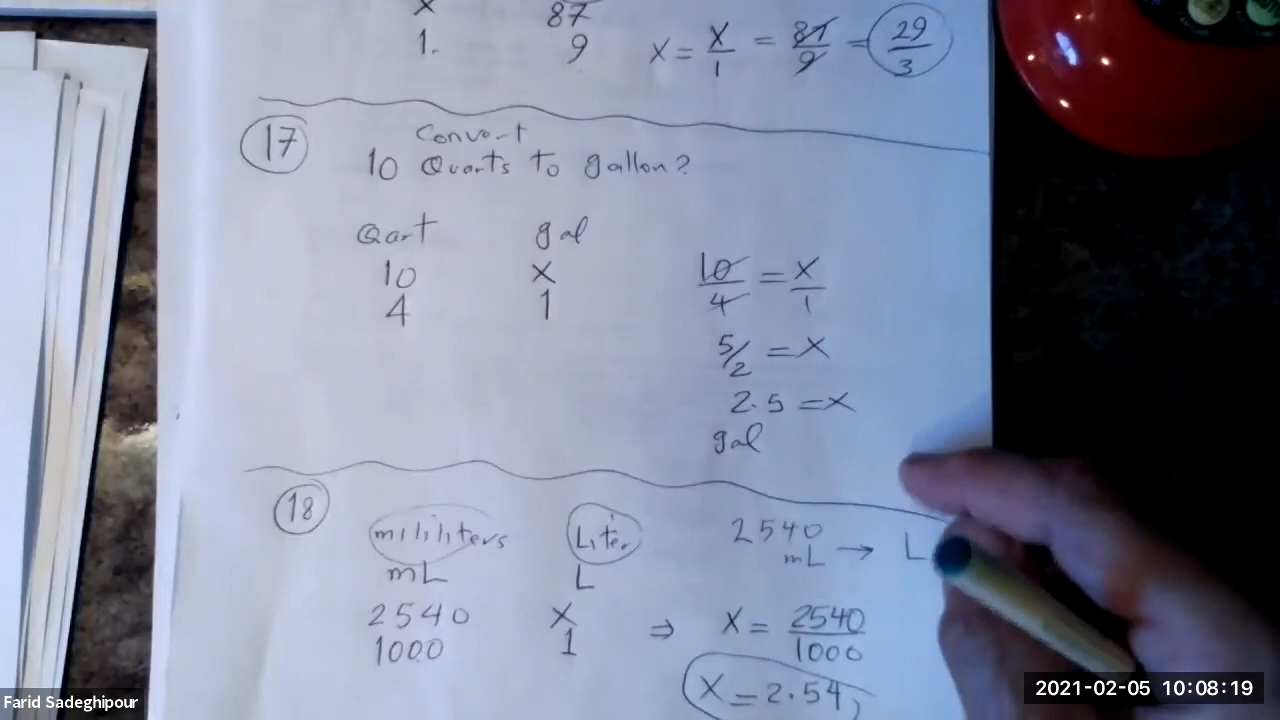 X 87
1. 9 X = X/1 = 87/9 = 29/3
17 Convert
10 Quarts to gallon?
Qart gal
10 X 10/4 = X/1
4 1
5/2 = X
2.5 = X
gal
18 mililiters Liter 2540 mL → L
mL L
2540 X ⇒ X = 2540/1000
1000 1
X = 2.54
Farid Sadeghipour
2021-02-05 10:08:19